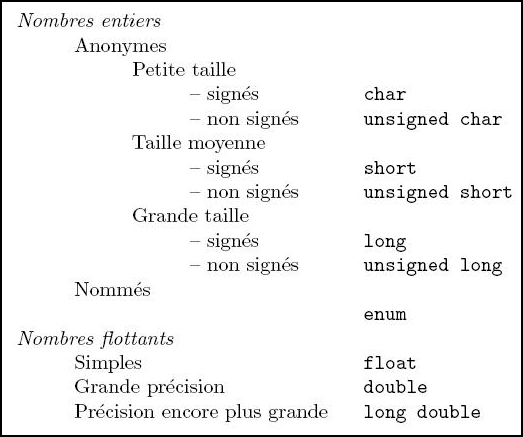 Nombres entiers
Anonymes
Petite taille
– signés char
– non signés unsigned char
Taille moyenne
– signés short
– non signés unsigned short
Grande taille
– signés long
– non signés unsigned long
Nommés
enum
Nombres flottants
Simples float
Grande précision double
Précision encore plus grande long double